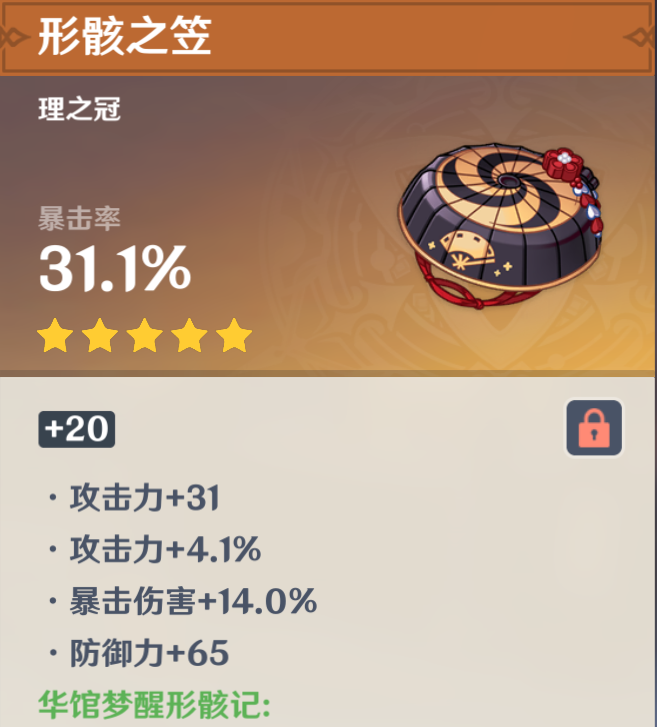 形骸之笠
理之冠
暴击率
31.1%
+20
·攻击力+31
·攻击力+4.1%
·暴击伤害+14.0%
·防御力+65
华馆梦醒形骸记: